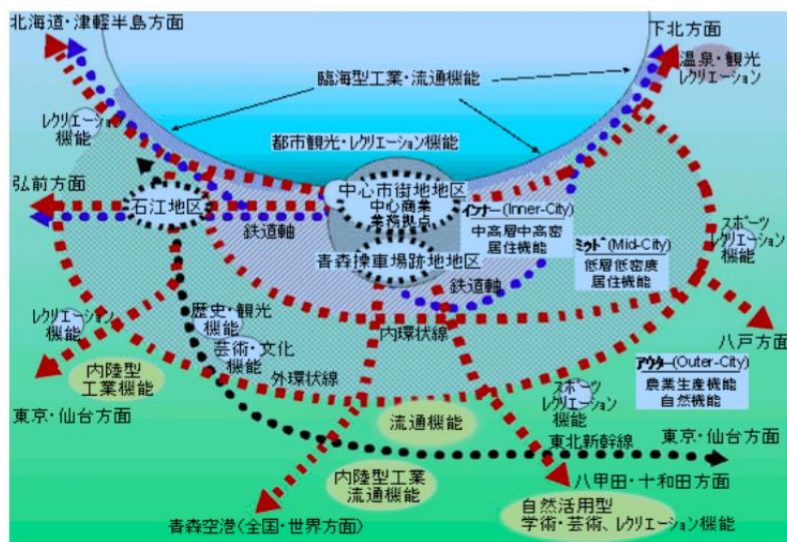 北海道・津軽半島方面
下北方面
温泉・観光
レクリエーション
臨海型工業・流通機能
レクリエーション
機能
都市観光・レクリエーション機能
弘前方面
石江地区
中心市街地地区
中心商業
業務拠点
インナー(Inner-City)
中高層中高密
居住機能
スポーツ
レクリエーション
機能
鉄道軸
ミッド(Mid-City)
低層低密度
居住機能
青森操車場跡地地区
鉄道軸
歴史・観光
機能
芸術・文化
機能
内環状線
レクリエーション
機能
八戸方面
内陸型
工業機能
外環状線
アウター(Outer-City)
農業生産機能
自然機能
スポーツ
レクリエーション
機能
東京・仙台方面
流通機能
東北新幹線
東京・仙台方面
内陸型工業
流通機能
八甲田・十和田方面
自然活用型
学術・芸術、レクリエーション機能
青森空港(全国・世界方面)